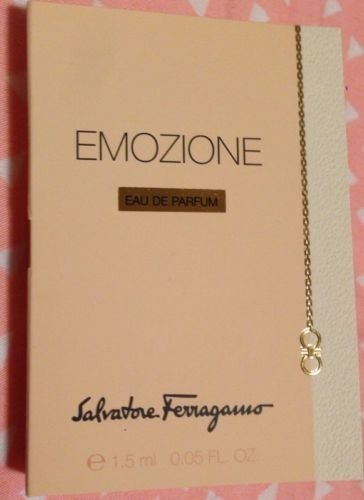 EMOZIONE
EAU DE PARFUM
Salvatore Ferragamo
℮ 1.5 ml 0.05 FL. OZ.